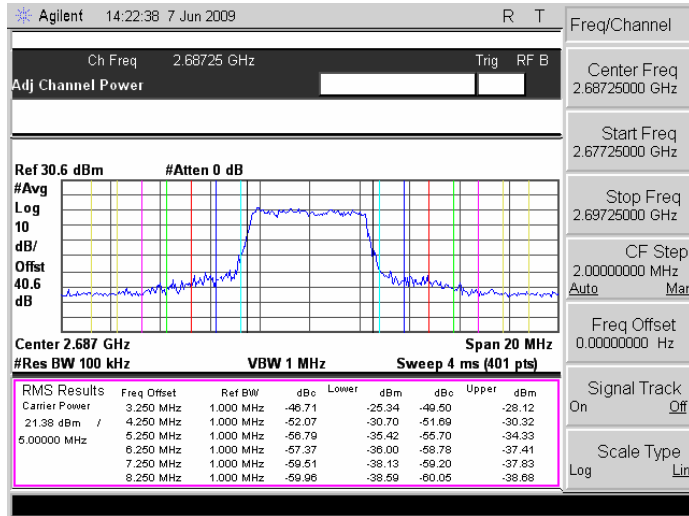 Agilent 14:22:38 7 Jun 2009 R T
Ch Freq 2.68725 GHz Trig RF B
Adj Channel Power
Ref 30.6 dBm #Atten 0 dB
#Avg
Log
10
dB/
Offst
40.6
dB
Center 2.687 GHz Span 20 MHz
#Res BW 100 kHz VBW 1 MHz Sweep 4 ms (401 pts)
RMS Results Freq Offset Ref BW dBc Lower dBm dBc Upper dBm
Carrier Power 3.250 MHz 1.000 MHz -46.71 -25.34 -49.50 -28.12
21.38 dBm / 4.250 MHz 1.000 MHz -52.07 -30.70 -51.69 -30.32
5.00000 MHz 5.250 MHz 1.000 MHz -56.79 -35.42 -55.70 -34.33
6.250 MHz 1.000 MHz -57.37 -36.00 -58.78 -37.41
7.250 MHz 1.000 MHz -59.51 -38.13 -59.20 -37.83
8.250 MHz 1.000 MHz -59.96 -38.59 -60.05 -38.68
Freq/Channel
Center Freq
2.68725000 GHz
Start Freq
2.67725000 GHz
Stop Freq
2.69725000 GHz
CF Step
2.00000000 MHz
Auto Man
Freq Offset
0.00000000 Hz
Signal Track
On Off
Scale Type
Log Lin